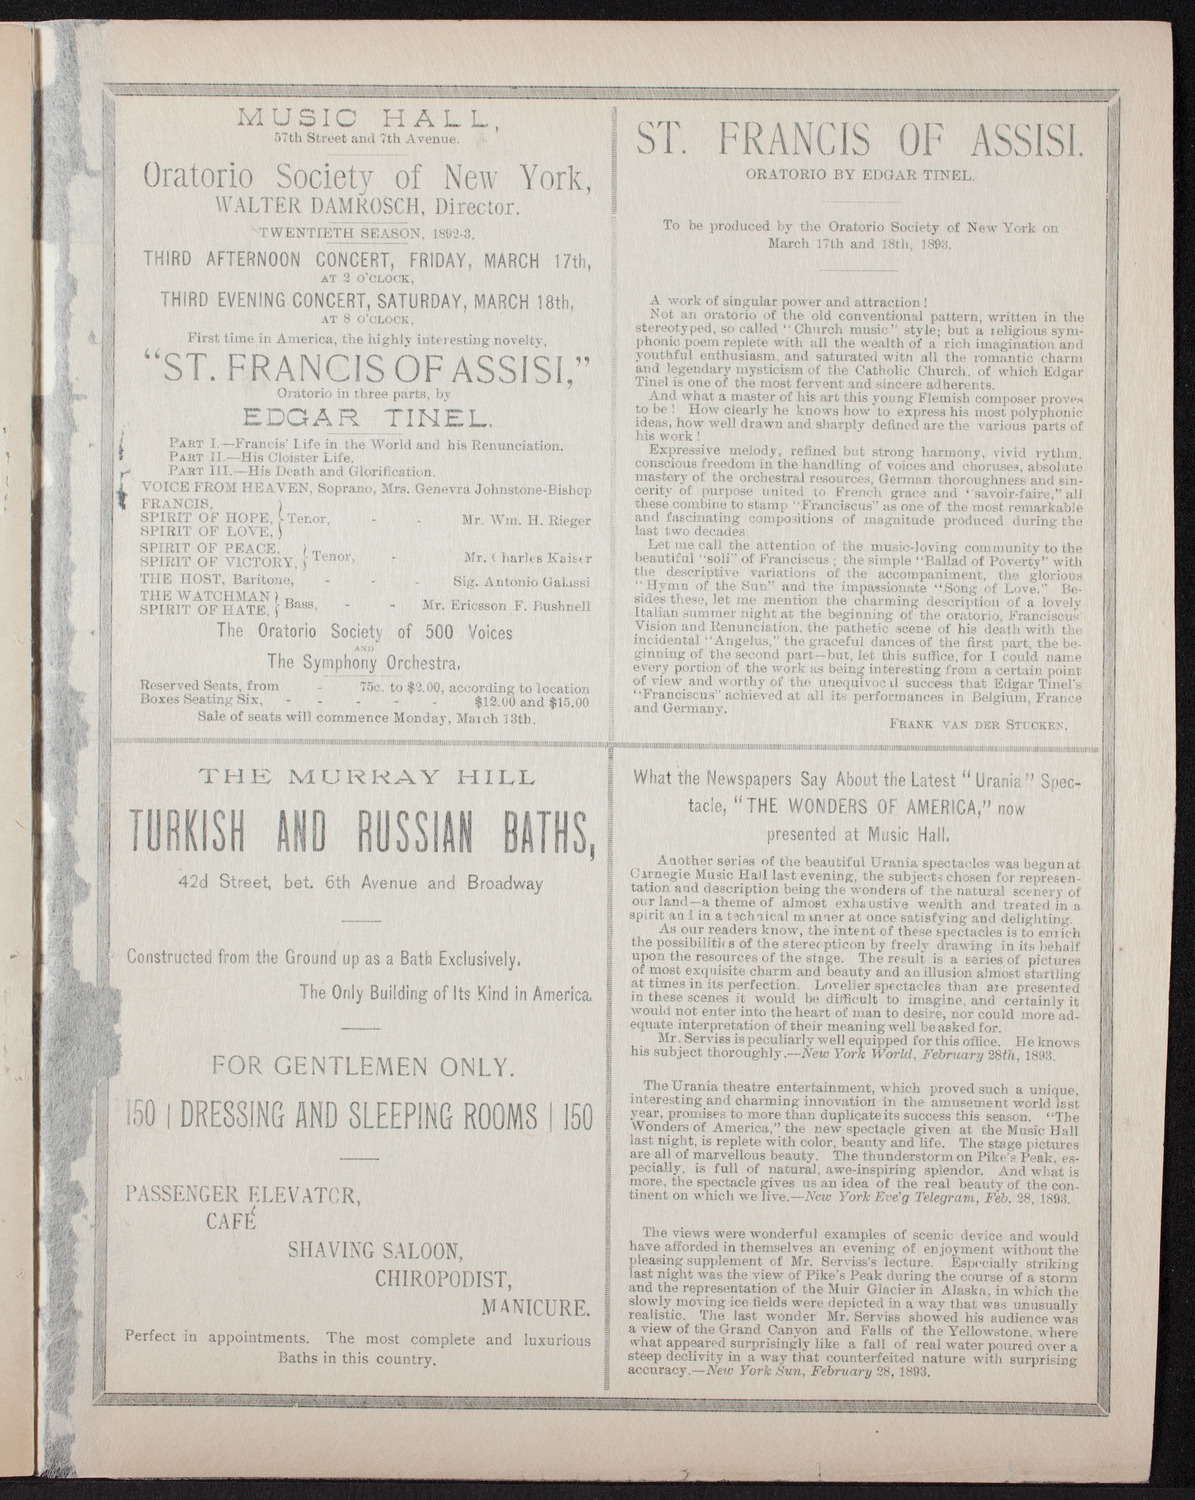 MUSIC HALL,
57th Street and 7th Avenue.
Oratorio Society of New York,
WALTER DAMROSCH, Director.
TWENTIETH SEASON, 1892-3,
THIRD AFTERNOON CONCERT, FRIDAY, MARCH 17th,
AT 2 O'CLOCK,
THIRD EVENING CONCERT, SATURDAY, MARCH 18th,
AT 8 O'CLOCK,
First time in America, the highly interesting novelty,
"ST. FRANCIS OF ASSISI,"
Oratorio in three parts, by
EDGAR TINEL.
PART I.—Francis' Life in the World and his Renunciation.
PART II.—His Cloister Life.
PART III.—His Death and Glorification.
VOICE FROM HEAVEN, Soprano, Mrs. Genevra Johnstone-Bishop
FRANCIS,
SPIRIT OF HOPE, } Tenor, - - Mr. Wm. H. Rieger
SPIRIT OF LOVE,
SPIRIT OF PEACE,
SPIRIT OF VICTORY, } Tenor, - Mr. Charles Kaiser
THE HOST, Baritone, - - - Sig. Antonio Galassi
THE WATCHMAN
SPIRIT OF HATE, } Bass, - - Mr. Ericsson F. Bushnell
The Oratorio Society of 500 Voices
AND
The Symphony Orchestra.
Reserved Seats, from - 75c. to $2.00, according to location
Boxes Seating Six, - - - - - $12.00 and $15.00
Sale of seats will commence Monday, March 13th.
ST. FRANCIS OF ASSISI.
ORATORIO BY EDGAR TINEL.
To be produced by the Oratorio Society of New York on
March 17th and 18th, 1893.
A work of singular power and attraction!
Not an oratorio of the old conventional pattern, written in the
stereotyped, so called "Church music" style; but a religious sym-
phonic poem replete with all the wealth of a rich imagination and
youthful enthusiasm, and saturated with all the romantic charm
and legendary mysticism of the Catholic Church, of which Edgar
Tinel is one of the most fervent and sincere adherents.
And what a master of his art this young Flemish composer proves
to be! How clearly he knows how to express his most polyphonic
ideas, how well drawn and sharply defined are the various parts of
his work!
Expressive melody, refined but strong harmony, vivid rythm,
conscious freedom in the handling of voices and choruses, absolute
mastery of the orchestral resources, German thoroughness and sin-
cerity of purpose united to French grace and "savoir-faire," all
these combine to stamp "Franciscus" as one of the most remarkable
and fascinating compositions of magnitude produced during the
last two decades.
Let me call the attention of the music-loving community to the
beautiful "soli" of Franciscus; the simple "Ballad of Poverty" with
the descriptive variations of the accompaniment, the glorious
"Hymn of the Sun" and the impassionate "Song of Love." Be-
sides these, let me mention the charming description of a lovely
Italian summer night at the beginning of the oratorio, Franciscus'
Vision and Renunciation, the pathetic scene of his death with the
incidental "Angelus," the graceful dances of the first part, the be-
ginning of the second part—but, let this suffice, for I could name
every portion of the work as being interesting from a certain point
of view and worthy of the unequivocal success that Edgar Tinel's
"Franciscus" achieved at all its performances in Belgium, France
and Germany.
FRANK VAN DER STUCKEN.
THE MURRAY HILL
TURKISH AND RUSSIAN BATHS,
42d Street, bet. 6th Avenue and Broadway
Constructed from the Ground up as a Bath Exclusively.
The Only Building of Its Kind in America.
FOR GENTLEMEN ONLY.
150 | DRESSING AND SLEEPING ROOMS | 150
PASSENGER ELEVATOR,
CAFÉ
SHAVING SALOON,
CHIROPODIST,
MANICURE.
Perfect in appointments. The most complete and luxurious
Baths in this country.
What the Newspapers Say About the Latest "Urania" Spec-
tacle, "THE WONDERS OF AMERICA," now
presented at Music Hall.
Another series of the beautiful Urania spectacles was begun at
Carnegie Music Hall last evening, the subjects chosen for represen-
tation and description being the wonders of the natural scenery of
our land—a theme of almost exhaustive wealth and treated in a
spirit and in a technical manner at once satisfying and delighting.
As our readers know, the intent of these spectacles is to enrich
the possibilities of the stereopticon by freely drawing in its behalf
upon the resources of the stage. The result is a series of pictures
of most exquisite charm and beauty and an illusion almost startling
at times in its perfection. Lovelier spectacles than are presented
in these scenes it would be difficult to imagine, and certainly it
would not enter into the heart of man to desire, nor could more ad-
equate interpretation of their meaning well be asked for.
Mr. Serviss is peculiarly well equipped for this office. He knows
his subject thoroughly.—New York World, February 28th, 1893.
The Urania theatre entertainment, which proved such a unique,
interesting and charming innovation in the amusement world last
year, promises to more than duplicate its success this season. "The
Wonders of America," the new spectacle given at the Music Hall
last night, is replete with color, beauty and life. The stage pictures
are all of marvellous beauty. The thunderstorm on Pike's Peak, es-
pecially, is full of natural, awe-inspiring splendor. And what is
more, the spectacle gives us an idea of the real beauty of the con-
tinent on which we live.—New York Eve'g Telegram, Feb. 28, 1893.
The views were wonderful examples of scenic device and would
have afforded in themselves an evening of enjoyment without the
pleasing supplement of Mr. Serviss's lecture. Especially striking
last night was the view of Pike's Peak during the course of a storm
and the representation of the Muir Glacier in Alaska, in which the
slowly moving ice fields were depicted in a way that was unusually
realistic. The last wonder Mr. Serviss showed his audience was
a view of the Grand Canyon and Falls of the Yellowstone, where
what appeared surprisingly like a fall of real water poured over a
steep declivity in a way that counterfeited nature with surprising
accuracy.—New York Sun, February 28, 1893.